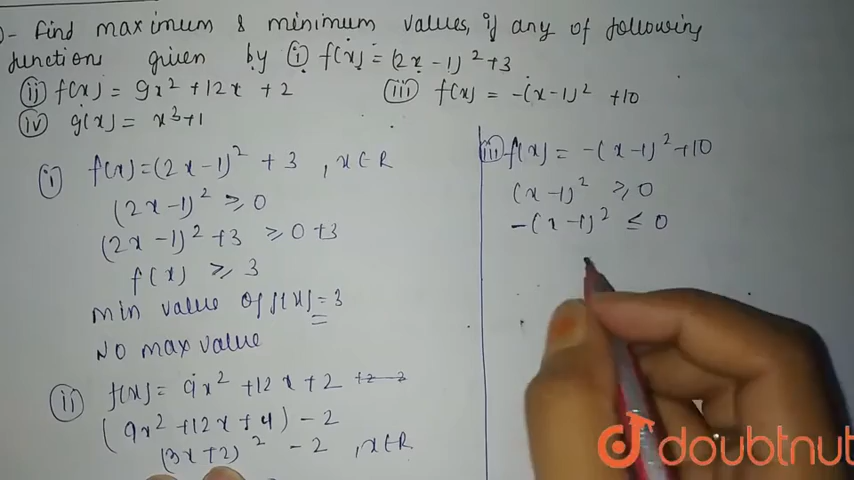 - Find maximum & minimum values, if any of following
functions given by (i) f(x) = (2x-1)² + 3
(ii) f(x) = 9x² + 12x + 2 (iii) f(x) = -(x-1)² + 10
(iv) g(x) = x³+1
(i) f(x) = (2x-1)² + 3 , x ∈ R
(2x-1)² ≥ 0
(2x-1)² + 3 ≥ 0 + 3
f(x) ≥ 3
Min value of f(x) = 3
No max value
(ii) f(x) = 9x² + 12x + 2
(9x² + 12x + 4) - 2
(3x+2)² - 2 , x ∈ R
(iii) f(x) = -(x-1)² + 10
(x-1)² ≥ 0
-(x-1)² ≤ 0
doubtnut